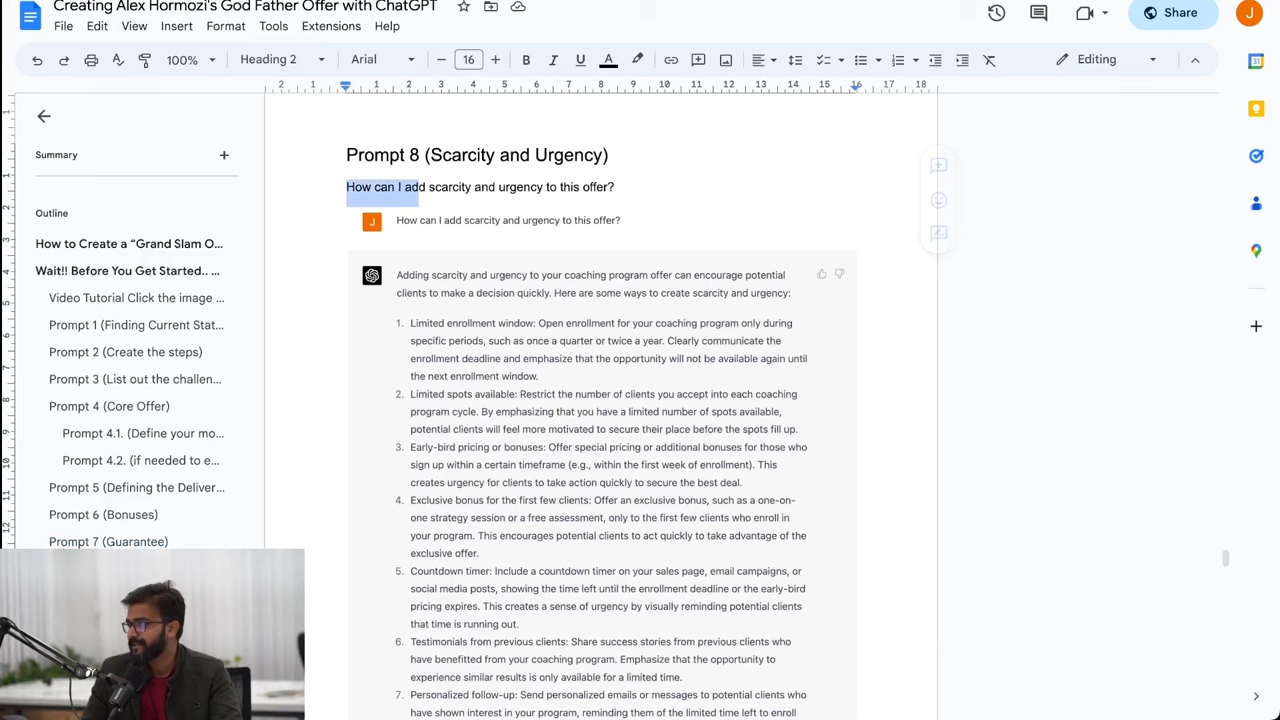 Creating Alex Hormozi's God Father Offer with ChatGPT
File Edit View Insert Format Tools Extensions Help
Share
J
100% Heading 2 Arial 16 B I U A Editing
2 1 1 2 3 4 5 6 7 8 9 10 11 12 13 14 15 16 17 18
Summary
Outline
How to Create a “Grand Slam O...
Wait!! Before You Get Started.. ...
Video Tutorial Click the image ...
Prompt 1 (Finding Current Stat...
Prompt 2 (Create the steps)
Prompt 3 (List out the challen...
Prompt 4 (Core Offer)
Prompt 4.1. (Define your mo...
Prompt 4.2. (if needed to e...
Prompt 5 (Defining the Deliver...
Prompt 6 (Bonuses)
Prompt 7 (Guarantee)
Prompt 8 (Scarcity and Urgency)
How can I add scarcity and urgency to this offer?
J How can I add scarcity and urgency to this offer?
Adding scarcity and urgency to your coaching program offer can encourage potential
clients to make a decision quickly. Here are some ways to create scarcity and urgency:
1. Limited enrollment window: Open enrollment for your coaching program only during
specific periods, such as once a quarter or twice a year. Clearly communicate the
enrollment deadline and emphasize that the opportunity will not be available again until
the next enrollment window.
2. Limited spots available: Restrict the number of clients you accept into each coaching
program cycle. By emphasizing that you have a limited number of spots available,
potential clients will feel more motivated to secure their place before the spots fill up.
3. Early-bird pricing or bonuses: Offer special pricing or additional bonuses for those who
sign up within a certain timeframe (e.g., within the first week of enrollment). This
creates urgency for clients to take action quickly to secure the best deal.
4. Exclusive bonus for the first few clients: Offer an exclusive bonus, such as a one-on-
one strategy session or a free assessment, only to the first few clients who enroll in
your program. This encourages potential clients to act quickly to take advantage of the
exclusive offer.
5. Countdown timer: Include a countdown timer on your sales page, email campaigns, or
social media posts, showing the time left until the enrollment deadline or the early-bird
pricing expires. This creates a sense of urgency by visually reminding potential clients
that time is running out.
6. Testimonials from previous clients: Share success stories from previous clients who
have benefitted from your coaching program. Emphasize that the opportunity to
experience similar results is only available for a limited time.
7. Personalized follow-up: Send personalized emails or messages to potential clients who
have shown interest in your program, reminding them of the limited time left to enroll